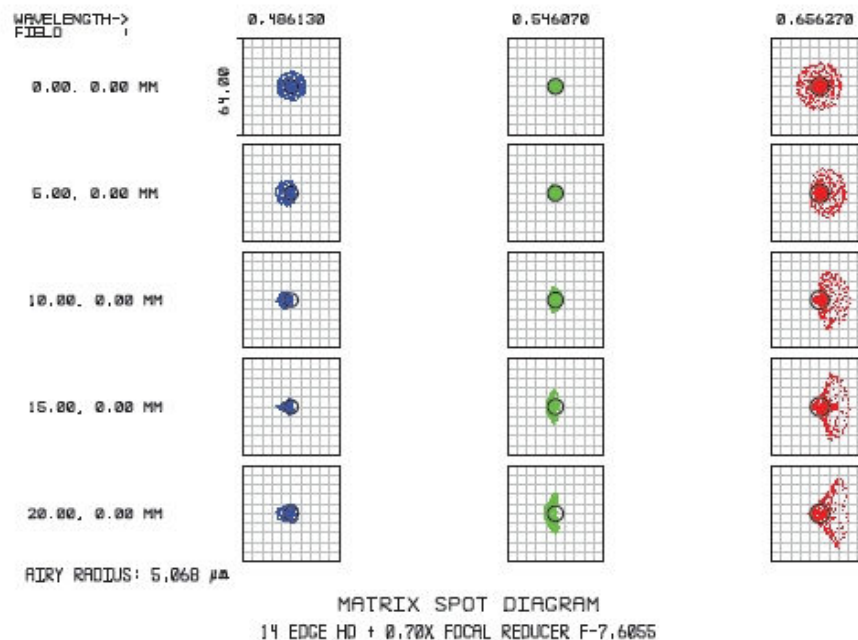 WAVELENGTH-> 0.486130 0.546070 0.656270
FIELD
0.00. 0.00 MM
64.00
5.00, 0.00 MM
10.00. 0.00 MM
15.00, 0.00 MM
20.00, 0.00 MM
AIRY RADIUS: 5.068 µm
MATRIX SPOT DIAGRAM
14 EDGE HD + 0.70X FOCAL REDUCER F-7.6055